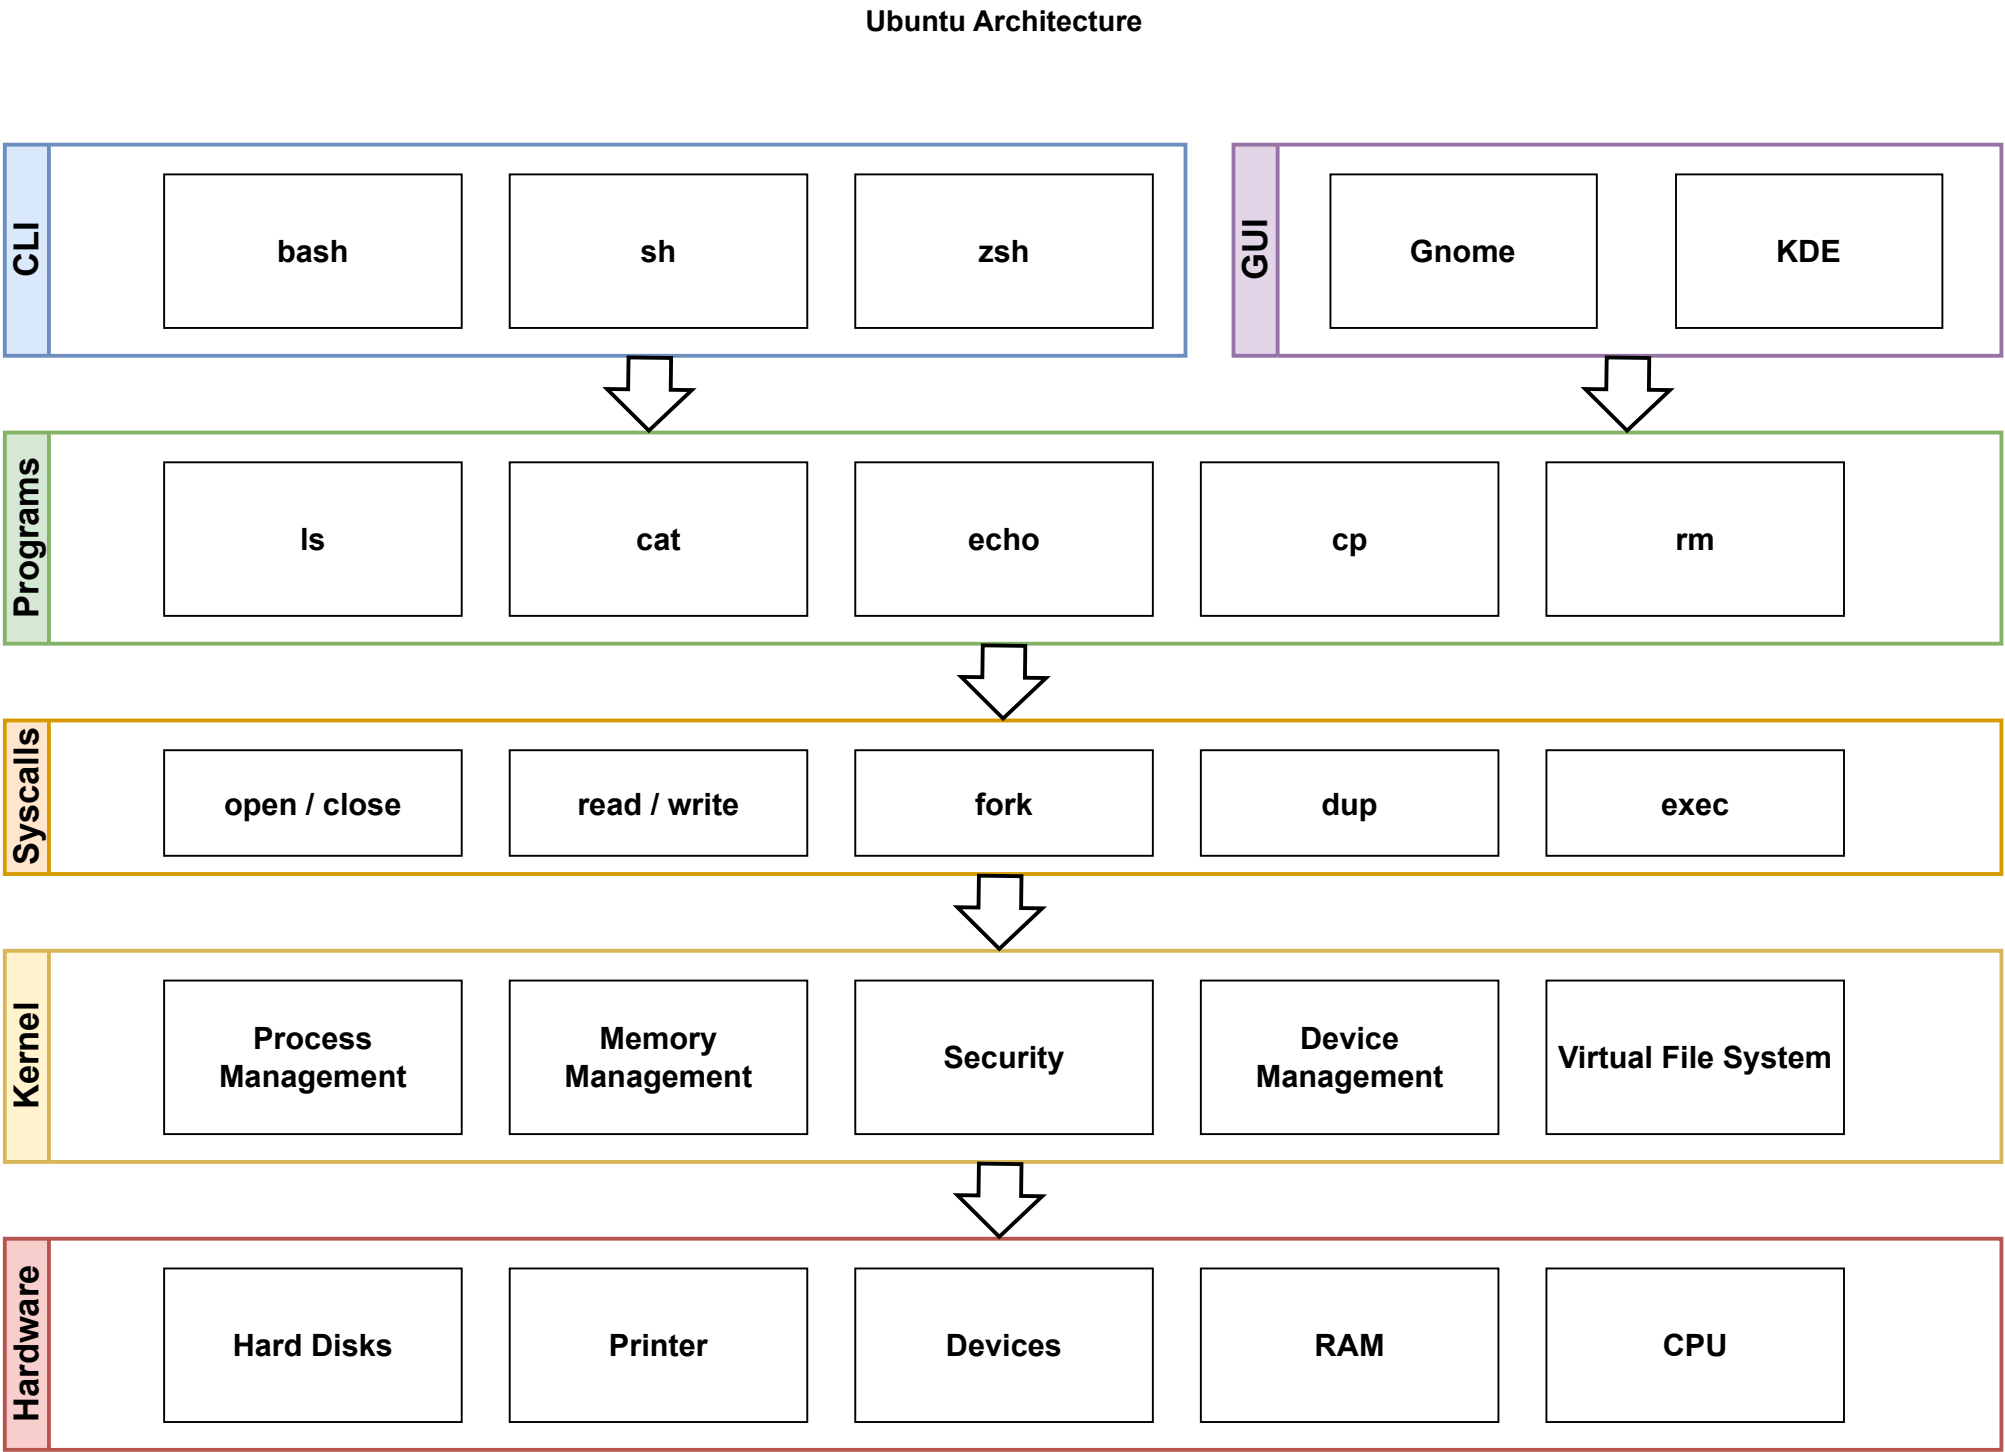 Ubuntu Architecture
CLI
bash
sh
zsh
GUI
Gnome
KDE
Programs
ls
cat
echo
cp
rm
Syscalls
open / close
read / write
fork
dup
exec
Kernel
Process
Management
Memory
Management
Security
Device
Management
Virtual File System
Hardware
Hard Disks
Printer
Devices
RAM
CPU